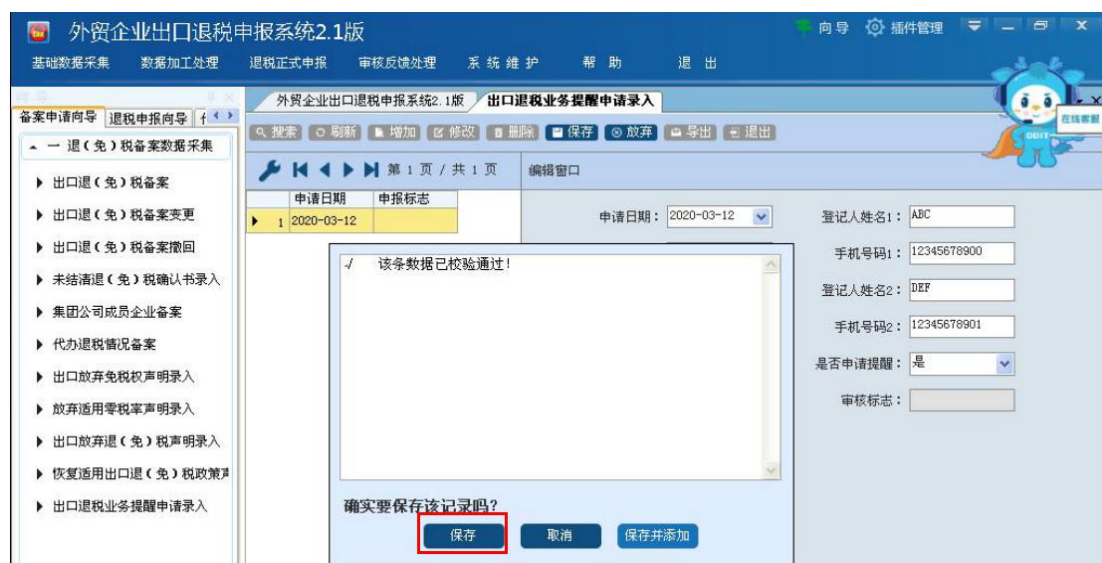 外贸企业出口退税申报系统2.1版
向导 插件管理
基础数据采集 数据加工处理 退税正式申报 审核反馈处理 系统维护 帮助 退出
外贸企业出口退税申报系统2.1版 出口退税业务提醒申请录入
在线客服
备案申请向导 退税申报向导
搜索 刷新 增加 修改 删除 保存 放弃 导出 退出
一 退(免)税备案数据采集
第 1 页 / 共 1 页 编辑窗口
出口退(免)税备案
出口退(免)税备案变更
出口退(免)税备案撤回
未结清退(免)税确认书录入
集团公司成员企业备案
代办退税情况备案
出口放弃免税权声明录入
放弃适用零税率声明录入
出口放弃退(免)税声明录入
恢复适用出口退(免)税政策声
出口退税业务提醒申请录入
申请日期 申报标志
1 2020-03-12
申请日期: 2020-03-12 登记人姓名1: ABC
手机号码1: 12345678900
登记人姓名2: DEF
手机号码2: 12345678901
是否申请提醒: 是
审核标志:
√ 该条数据已校验通过!
确实要保存该记录吗?
保存 取消 保存并添加